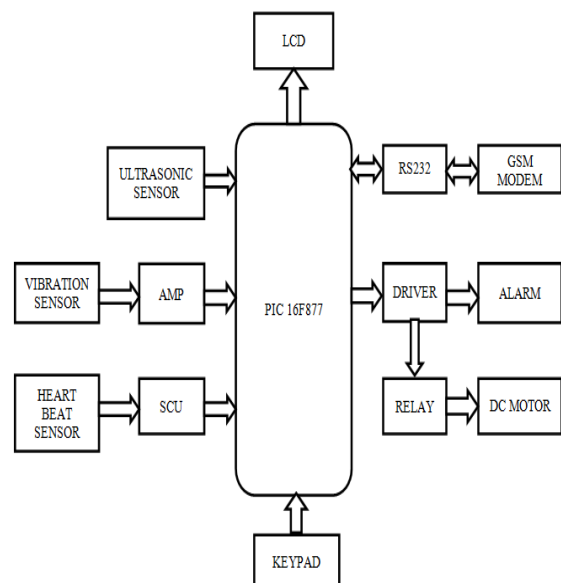 LCD
ULTRASONIC
SENSOR
RS232
GSM
MODEM
VIBRATION
SENSOR
AMP
PIC 16F877
DRIVER
ALARM
HEART
BEAT
SENSOR
SCU
RELAY
DC MOTOR
KEYPAD